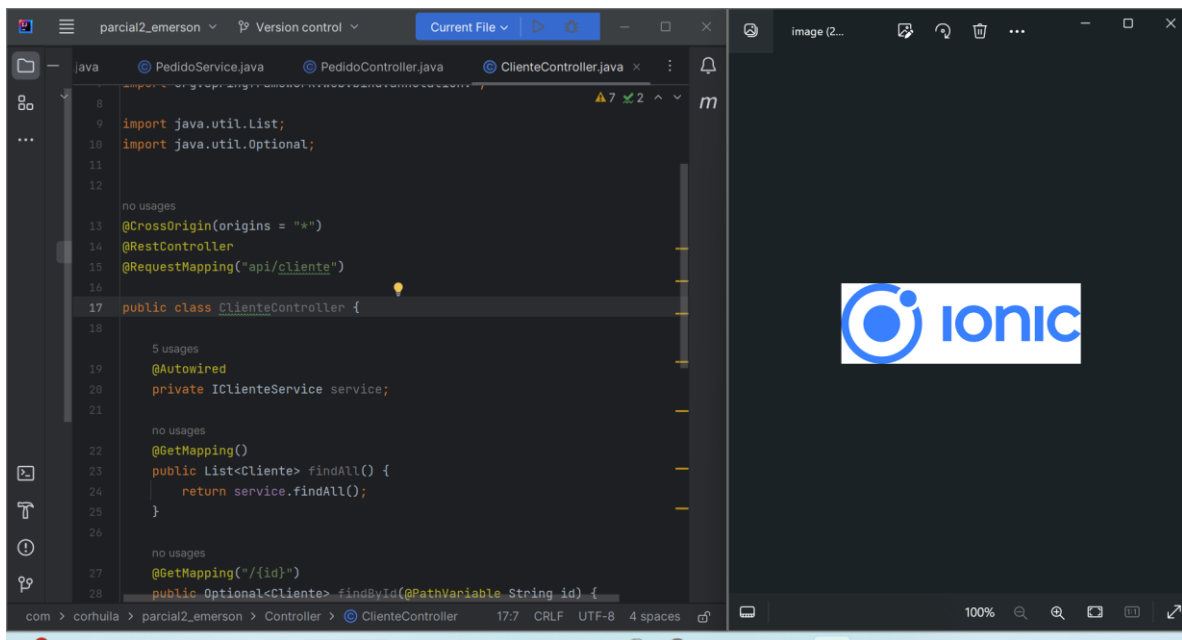 parcial2_emerson
Version control
Current File
.java
PedidoService.java
PedidoController.java
ClienteController.java
7 2
m
8
9 import java.util.List;
10 import java.util.Optional;
11
12
no usages
13 @CrossOrigin(origins = "*")
14 @RestController
15 @RequestMapping("api/cliente")
16
17 public class ClienteController {
18
5 usages
19 @Autowired
20 private IClienteService service;
21
no usages
22 @GetMapping()
23 public List<Cliente> findAll() {
24 return service.findAll();
25 }
26
no usages
27 @GetMapping("/{id}")
28 public Optional<Cliente> findById(@PathVariable String id) {
com > corhuila > parcial2_emerson > Controller > ClienteController 17:7 CRLF UTF-8 4 spaces
image (2...
IONIC
100%
1:1